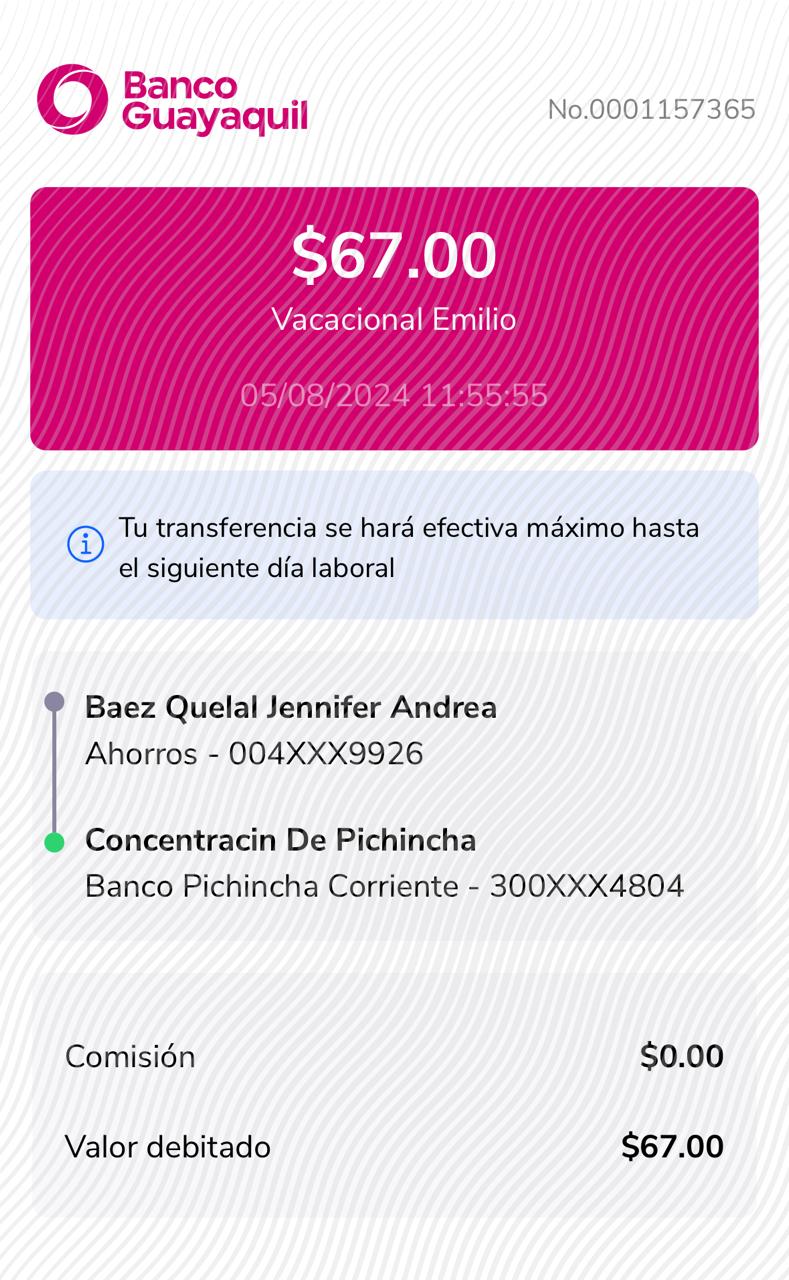 Banco
Guayaquil
No.0001157365
$67.00
Vacacional Emilio
05/08/2024 11:55:55
Tu transferencia se hará efectiva máximo hasta
el siguiente día laboral
Baez Quelal Jennifer Andrea
Ahorros - 004XXX9926
Concentracin De Pichincha
Banco Pichincha Corriente - 300XXX4804
Comisión $0.00
Valor debitado $67.00